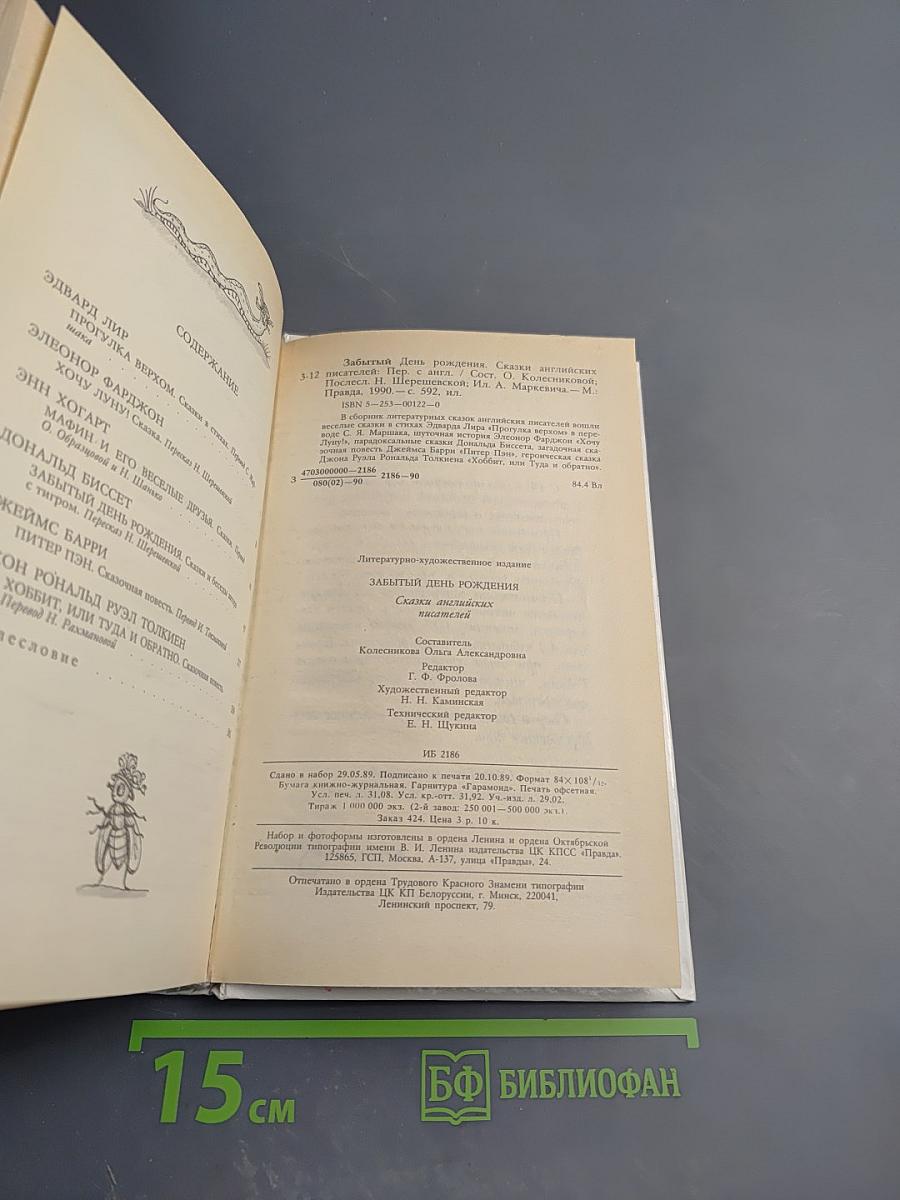 СОДЕРЖАНИЕ
ЭДВАРД ЛИР
ПРОГУЛКА ВЕРХОМ. Сказки в стихах. Перевод С. Мар-
шака
ЭЛЕОНОР ФАРДЖОН
ХОЧУ ЛУНУ! Сказка. Пересказ Н. Шерешевской
ЭНН ХОГАРТ
МАФИН И ЕГО ВЕСЕЛЫЕ ДРУЗЬЯ. Сказки.
О. Образцовой и Н. Шанько
ДОНАЛЬД БИССЕТ
ЗАБЫТЫЙ ДЕНЬ РОЖДЕНИЯ. Сказки и беседы
с тигром. Пересказ Н. Шерешевской
ЖЕЙМС БАРРИ
ПИТЕР ПЭН. Сказочная повесть. Перевод И. Токмаковой
ОН РОНАЛЬД РУЭЛ ТОЛКИЕН
ХОББИТ, ИЛИ ТУДА И ОБРАТНО. Сказочная повесть
Перевод Н. Рахмановой
лесловие
Забытый День рождения. Сказки английских
З-12 писателей: Пер. с англ. / Сост. О. Колесниковой;
Послесл. Н. Шерешевской; Ил. А. Маркевича.— М.:
Правда, 1990.— с. 592, ил.
ISBN 5—253—00122—0
В сборник литературных сказок английских писателей вошли
веселые сказки в стихах Эдварда Лира «Прогулка верхом» в пере-
воде С. Я. Маршака, шуточная история Элеонор Фарджон «Хочу
Луну!», парадоксальные сказки Дональда Биссета, загадочная ска-
зочная повесть Джеймса Барри «Питер Пэн», героическая сказка
Джона Руэла Рональда Толкиена «Хоббит, или Туда и обратно».
4703000000—2186
З 2186—90
080(02)—90
84.4 Вл
Литературно-художественное издание
ЗАБЫТЫЙ ДЕНЬ РОЖДЕНИЯ
Сказки английских
писателей
Составитель
Колесникова Ольга Александровна
Редактор
Г. Ф. Фролова
Художественный редактор
Н. Н. Каминская
Технический редактор
Е. Н. Щукина
ИБ 2186
Сдано в набор 29.05.89. Подписано к печати 20.10.89. Формат 84×108¹/₃₂.
Бумага книжно-журнальная. Гарнитура «Гарамонд». Печать офсетная.
Усл. печ. л. 31,08. Усл. кр.-отт. 31,92. Уч.-изд. л. 29,02.
Тираж 1 000 000 экз. (2-й завод: 250 001—500 000 экз.).
Заказ 424. Цена 3 р. 10 к.
Набор и фотоформы изготовлены в ордена Ленина и ордена Октябрьской
Революции типографии имени В. И. Ленина издательства ЦК КПСС «Правда».
125865, ГСП, Москва, А-137, улица «Правды», 24.
Отпечатано в ордена Трудового Красного Знамени типографии
Издательства ЦК КП Белоруссии, г. Минск, 220041,
Ленинский проспект, 79.
15 см
БФ БИБЛИОФАН